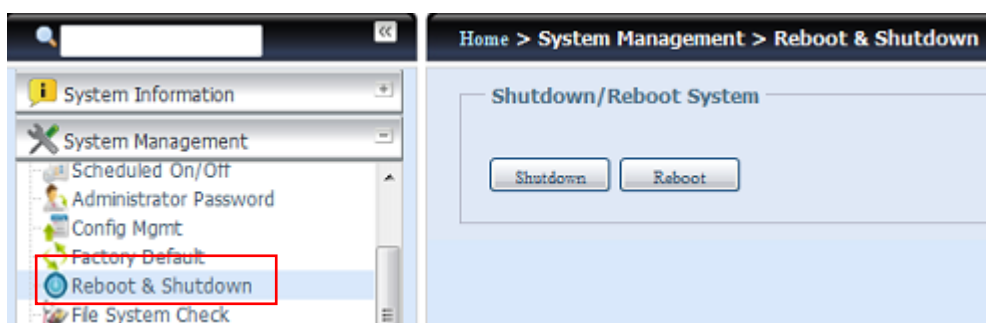 Home > System Management > Reboot & Shutdown
System Information
System Management
Scheduled On/Off
Administrator Password
Config Mgmt
Factory Default
Reboot & Shutdown
File System Check
Shutdown/Reboot System
Shutdown Reboot